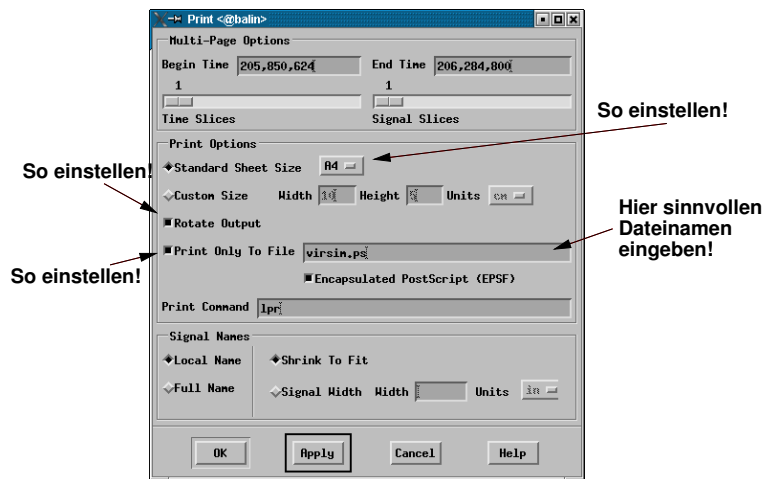 Print <@balin>
Multi-Page Options
Begin Time 205,850,624 End Time 206,284,800
1 1
Time Slices Signal Slices
So einstellen!
Print Options
So einstellen!
Standard Sheet Size A4
Custom Size Width Height Units cm
Hier sinnvollen
Dateinamen
eingeben!
Rotate Output
Print Only To File virsim.ps
So einstellen!
Encapsulated PostScript (EPSF)
Print Command lpr
Signal Names
Local Name Shrink To Fit
Full Name Signal Width Width Units in
OK Apply Cancel Help